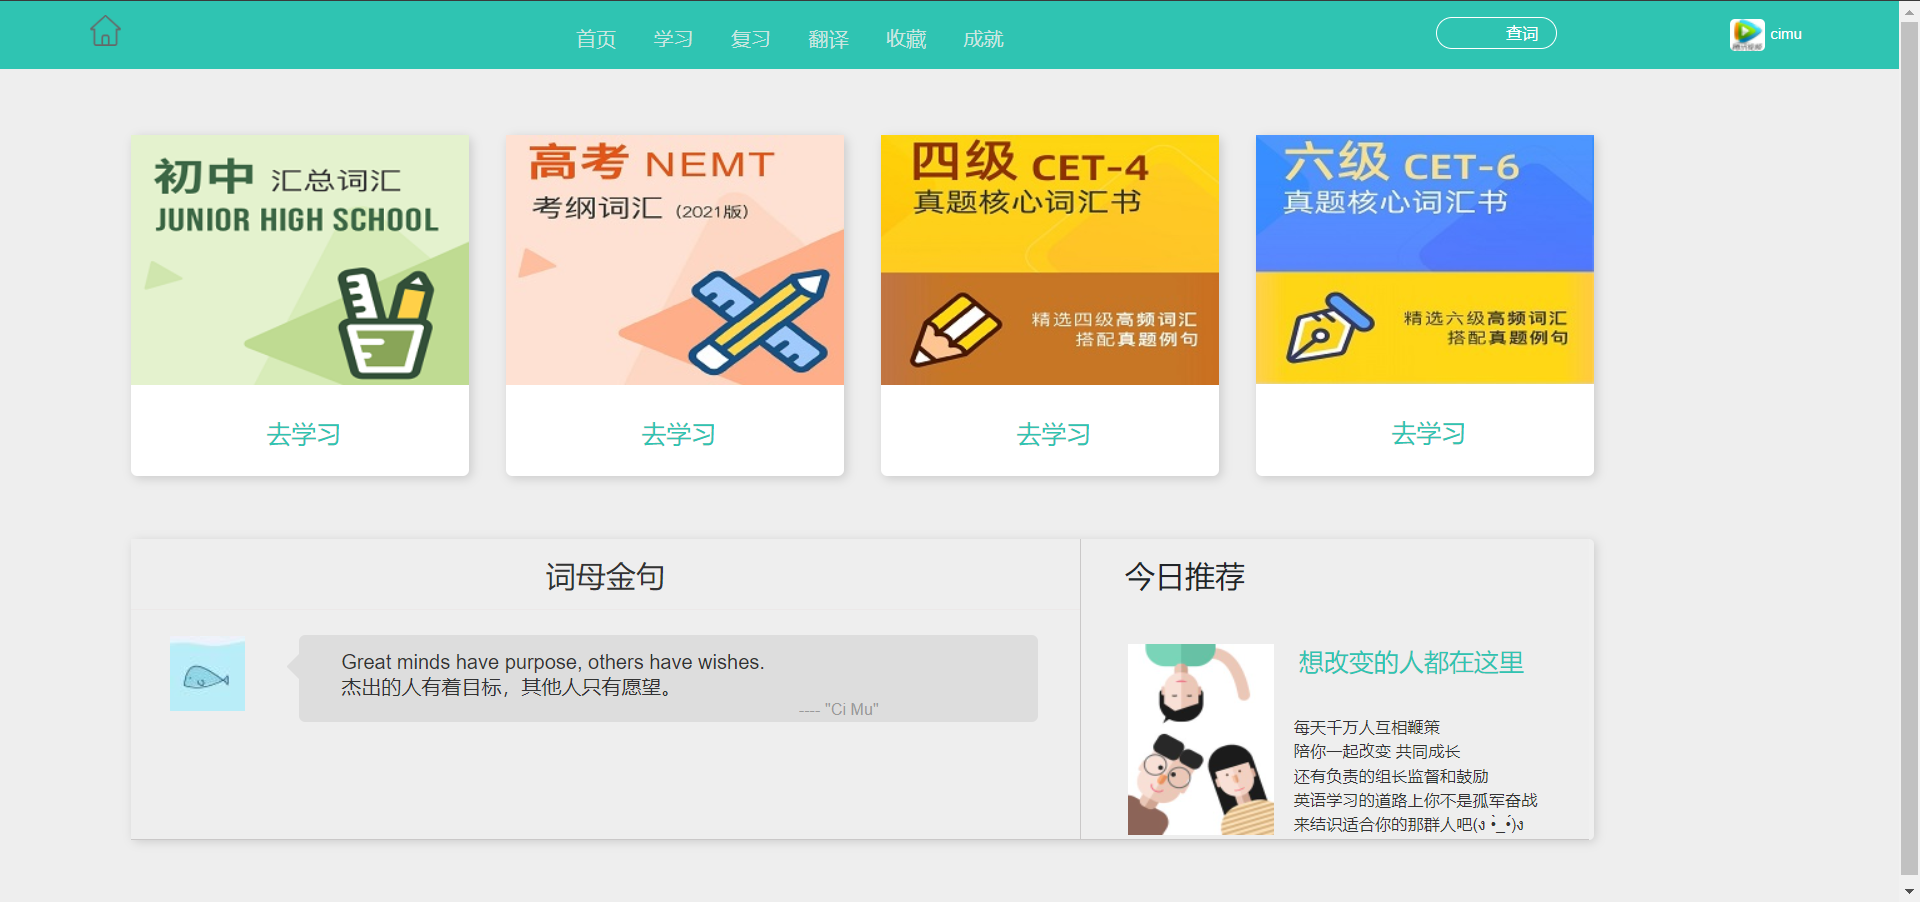 首页 学习 复习 翻译 收藏 成就
查词
cimu
初中 汇总词汇
JUNIOR HIGH SCHOOL
去学习
高考 NEMT
考纲词汇 (2021版)
去学习
四级 CET-4
真题核心词汇书
精选四级高频词汇
搭配真题例句
去学习
六级 CET-6
真题核心词汇书
精选六级高频词汇
搭配真题例句
去学习
词母金句
Great minds have purpose, others have wishes.
杰出的人有着目标，其他人只有愿望。
---- "Ci Mu"
今日推荐
想改变的人都在这里
每天千万人互相鞭策
陪你一起改变 共同成长
还有负责的组长监督和鼓励
英语学习的道路上你不是孤军奋战
来结识适合你的那群人吧(ง •̀_•́)ง